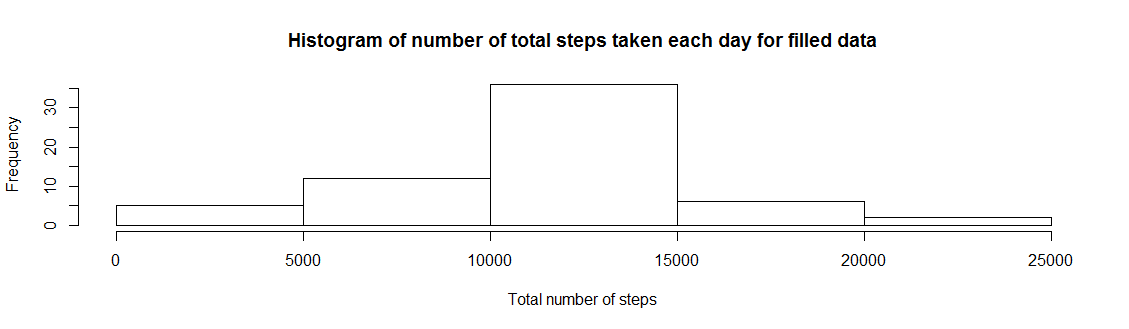 Histogram of number of total steps taken each day for filled data
Frequency
30
20
10
0
0 5000 10000 15000 20000 25000
Total number of steps